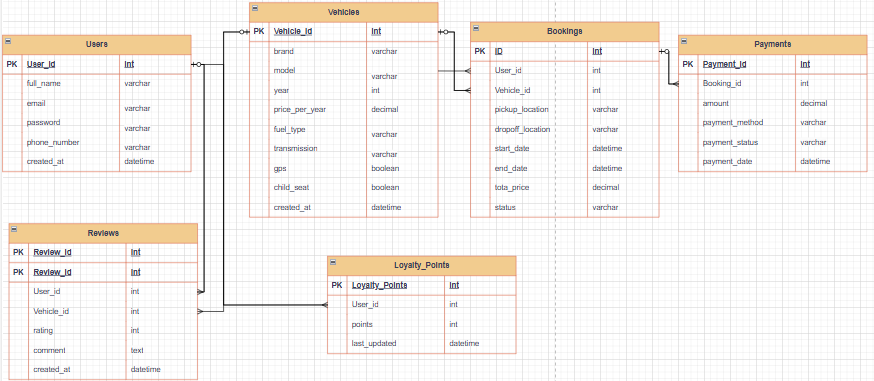 Vehicles
PK Vehicle_Id Int
brand varchar
model varchar
year int
price_per_year decimal
fuel_type varchar
transmission varchar
gps boolean
child_seat boolean
created_at datetime
Bookings
PK ID Int
User_id int
Vehicle_id int
pickup_location varchar
dropoff_location varchar
start_date datetime
end_date datetime
tota_price decimal
status varchar
Users
PK User_Id Int
full_name varchar
email varchar
password varchar
phone_number varchar
created_at datetime
Payments
PK Payment_Id Int
Booking_id int
amount decimal
payment_method varchar
payment_status varchar
payment_date datetime
Reviews
PK Review_Id Int
PK Review_Id Int
User_id int
Vehicle_id int
rating int
comment text
created_at datetime
Loyalty_Points
PK Loyalty_Points Int
User_id int
points int
last_updated datetime